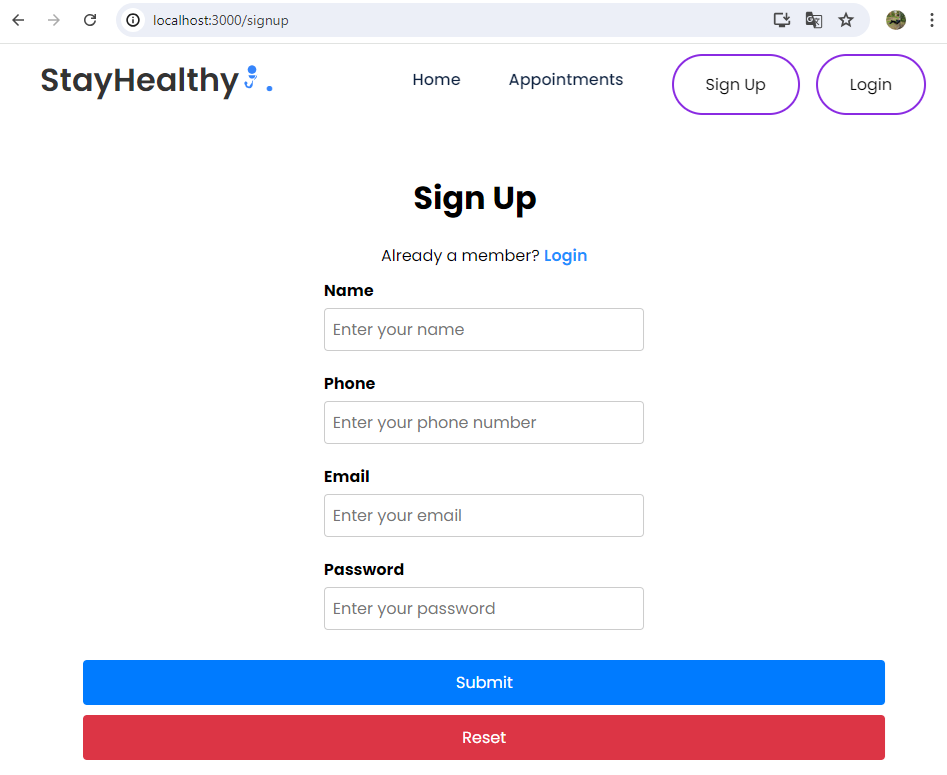 localhost:3000/signup
StayHealthy Home Appointments Sign Up Login
Sign Up
Already a member? Login
Name
Enter your name
Phone
Enter your phone number
Email
Enter your email
Password
Enter your password
Submit
Reset